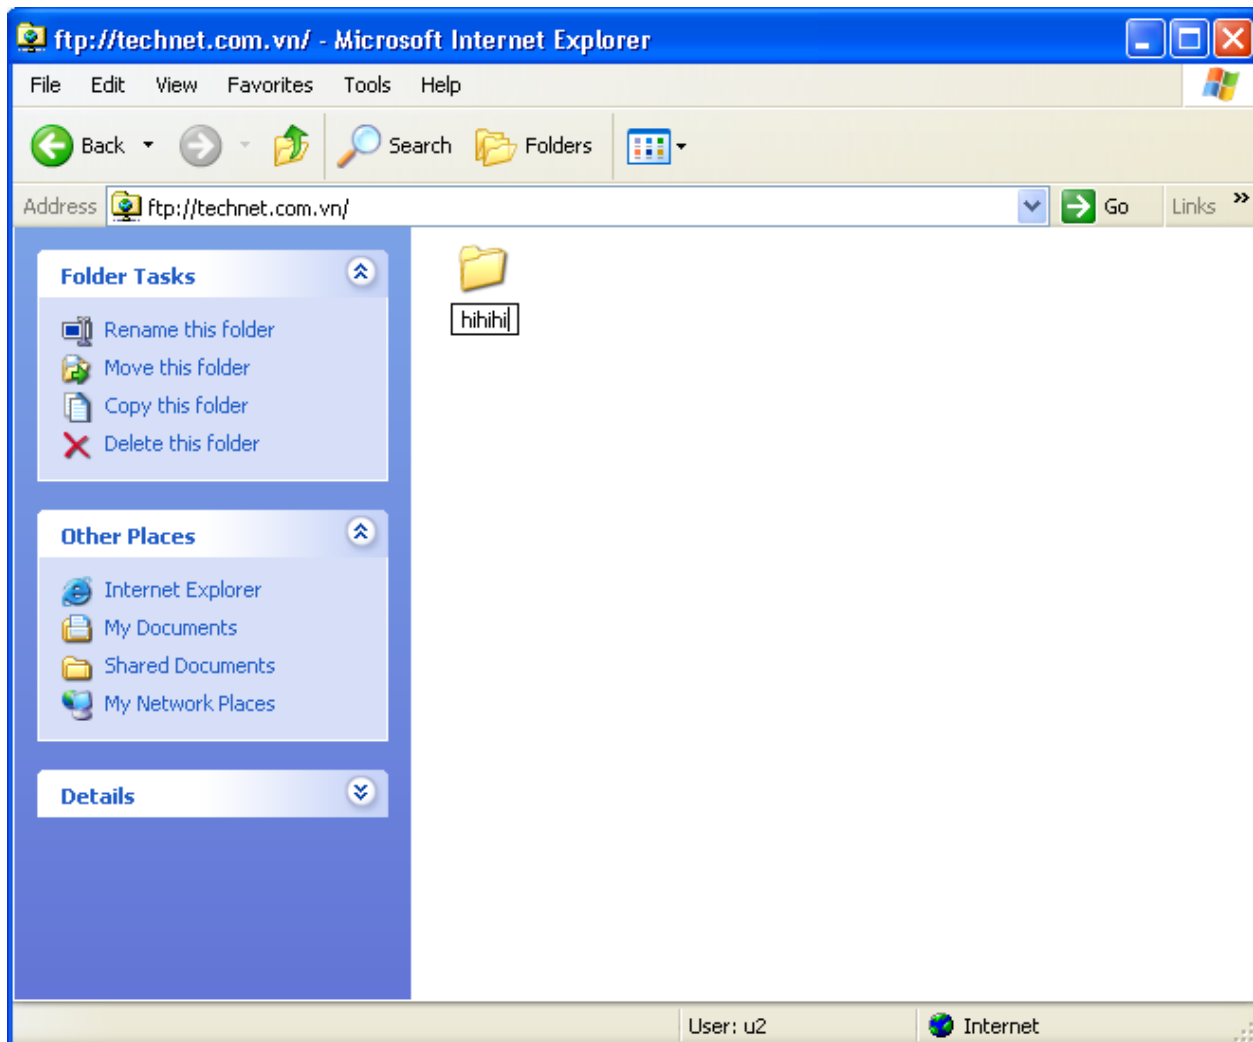 ftp://technet.com.vn/ - Microsoft Internet Explorer
File Edit View Favorites Tools Help
Back Search Folders
Address ftp://technet.com.vn/ Go Links »
Folder Tasks
Rename this folder
Move this folder
Copy this folder
Delete this folder
Other Places
Internet Explorer
My Documents
Shared Documents
My Network Places
Details
hihihi
User: u2 Internet